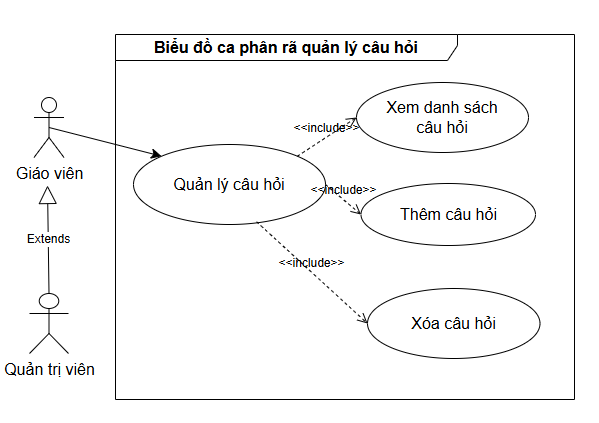 Biểu đồ ca phân rã quản lý câu hỏi
Xem danh sách
câu hỏi
<<include>>
Giáo viên
Quản lý câu hỏi
<<include>>
Thêm câu hỏi
Extends
<<include>>
Xóa câu hỏi
Quản trị viên